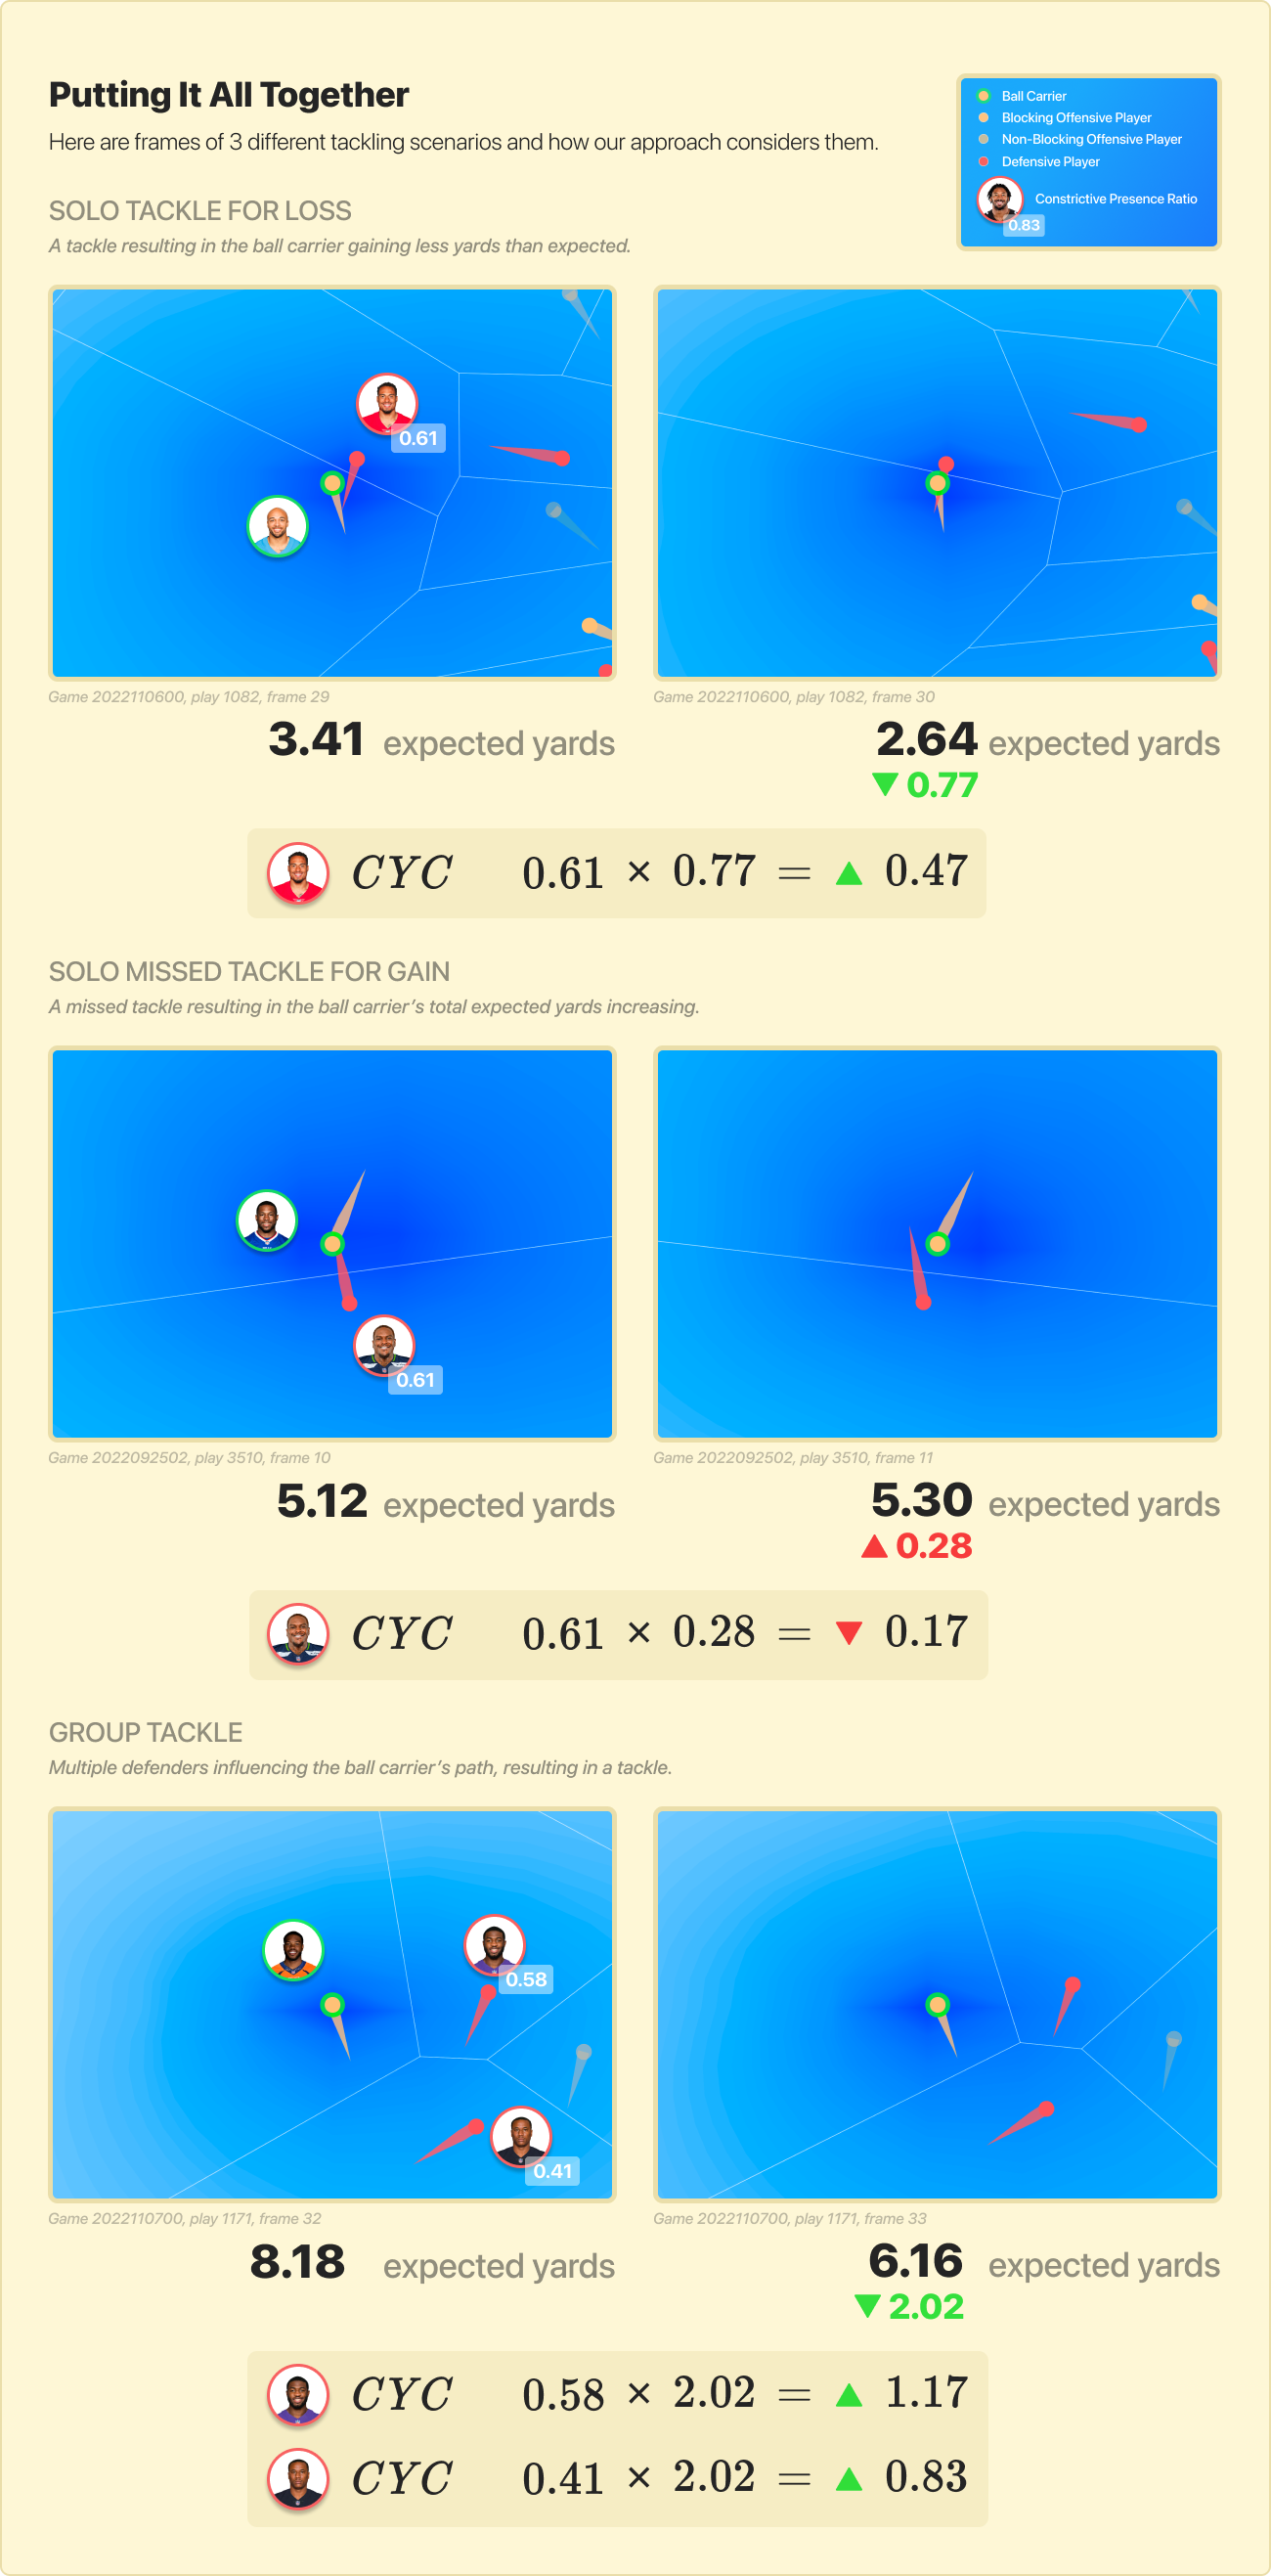 Putting It All Together
Here are frames of 3 different tackling scenarios and how our approach considers them.
Ball Carrier
Blocking Offensive Player
Non-Blocking Offensive Player
Defensive Player
Constrictive Presence Ratio
0.83
SOLO TACKLE FOR LOSS
A tackle resulting in the ball carrier gaining less yards than expected.
0.61
Game 2022110600, play 1082, frame 29
Game 2022110600, play 1082, frame 30
3.41 expected yards
2.64 expected yards
▼ 0.77
CYC 0.61 × 0.77 = ▲ 0.47
SOLO MISSED TACKLE FOR GAIN
A missed tackle resulting in the ball carrier's total expected yards increasing.
0.61
Game 2022092502, play 3510, frame 10
Game 2022092502, play 3510, frame 11
5.12 expected yards
5.30 expected yards
▲ 0.28
CYC 0.61 × 0.28 = ▼ 0.17
GROUP TACKLE
Multiple defenders influencing the ball carrier's path, resulting in a tackle.
0.58
0.41
Game 2022110700, play 1171, frame 32
Game 2022110700, play 1171, frame 33
8.18 expected yards
6.16 expected yards
▼ 2.02
CYC 0.58 × 2.02 = ▲ 1.17
CYC 0.41 × 2.02 = ▲ 0.83